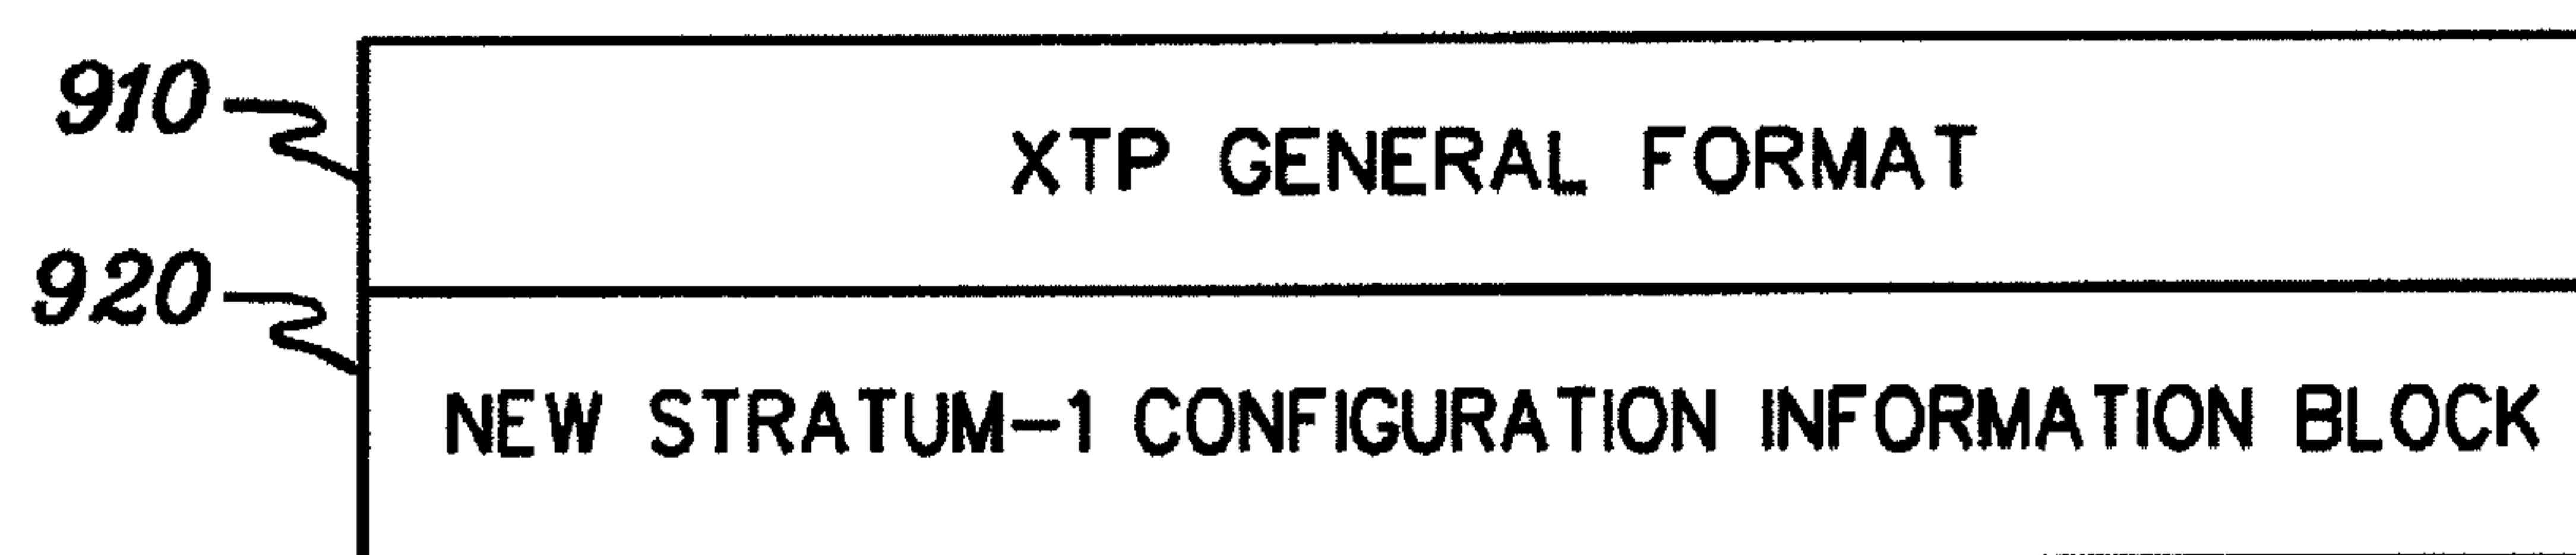 910
XTP GENERAL FORMAT
920
NEW STRATUM-1 CONFIGURATION INFORMATION BLOCK